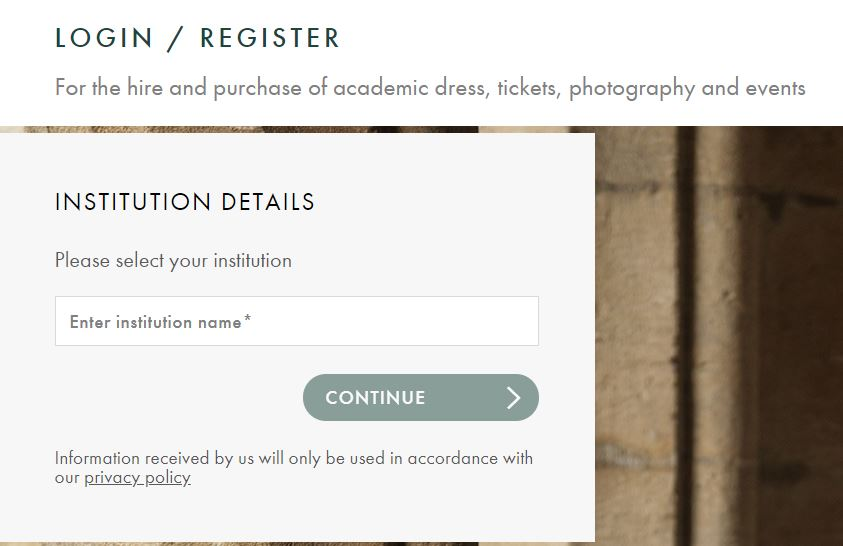 LOGIN / REGISTER
For the hire and purchase of academic dress, tickets, photography and events
INSTITUTION DETAILS
Please select your institution
Enter institution name*
CONTINUE
Information received by us will only be used in accordance with
our privacy policy